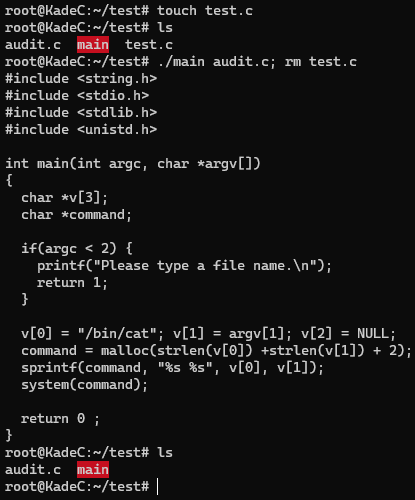 root@KadeC:~/test# touch test.c
root@KadeC:~/test# ls
audit.c  main  test.c
root@KadeC:~/test# ./main audit.c; rm test.c
#include <string.h>
#include <stdio.h>
#include <stdlib.h>
#include <unistd.h>

int main(int argc, char *argv[])
{
  char *v[3];
  char *command;

  if(argc < 2) {
    printf("Please type a file name.\n");
    return 1;
  }

  v[0] = "/bin/cat"; v[1] = argv[1]; v[2] = NULL;
  command = malloc(strlen(v[0]) +strlen(v[1]) + 2);
  sprintf(command, "%s %s", v[0], v[1]);
  system(command);

  return 0 ;
}
root@KadeC:~/test# ls
audit.c  main
root@KadeC:~/test#